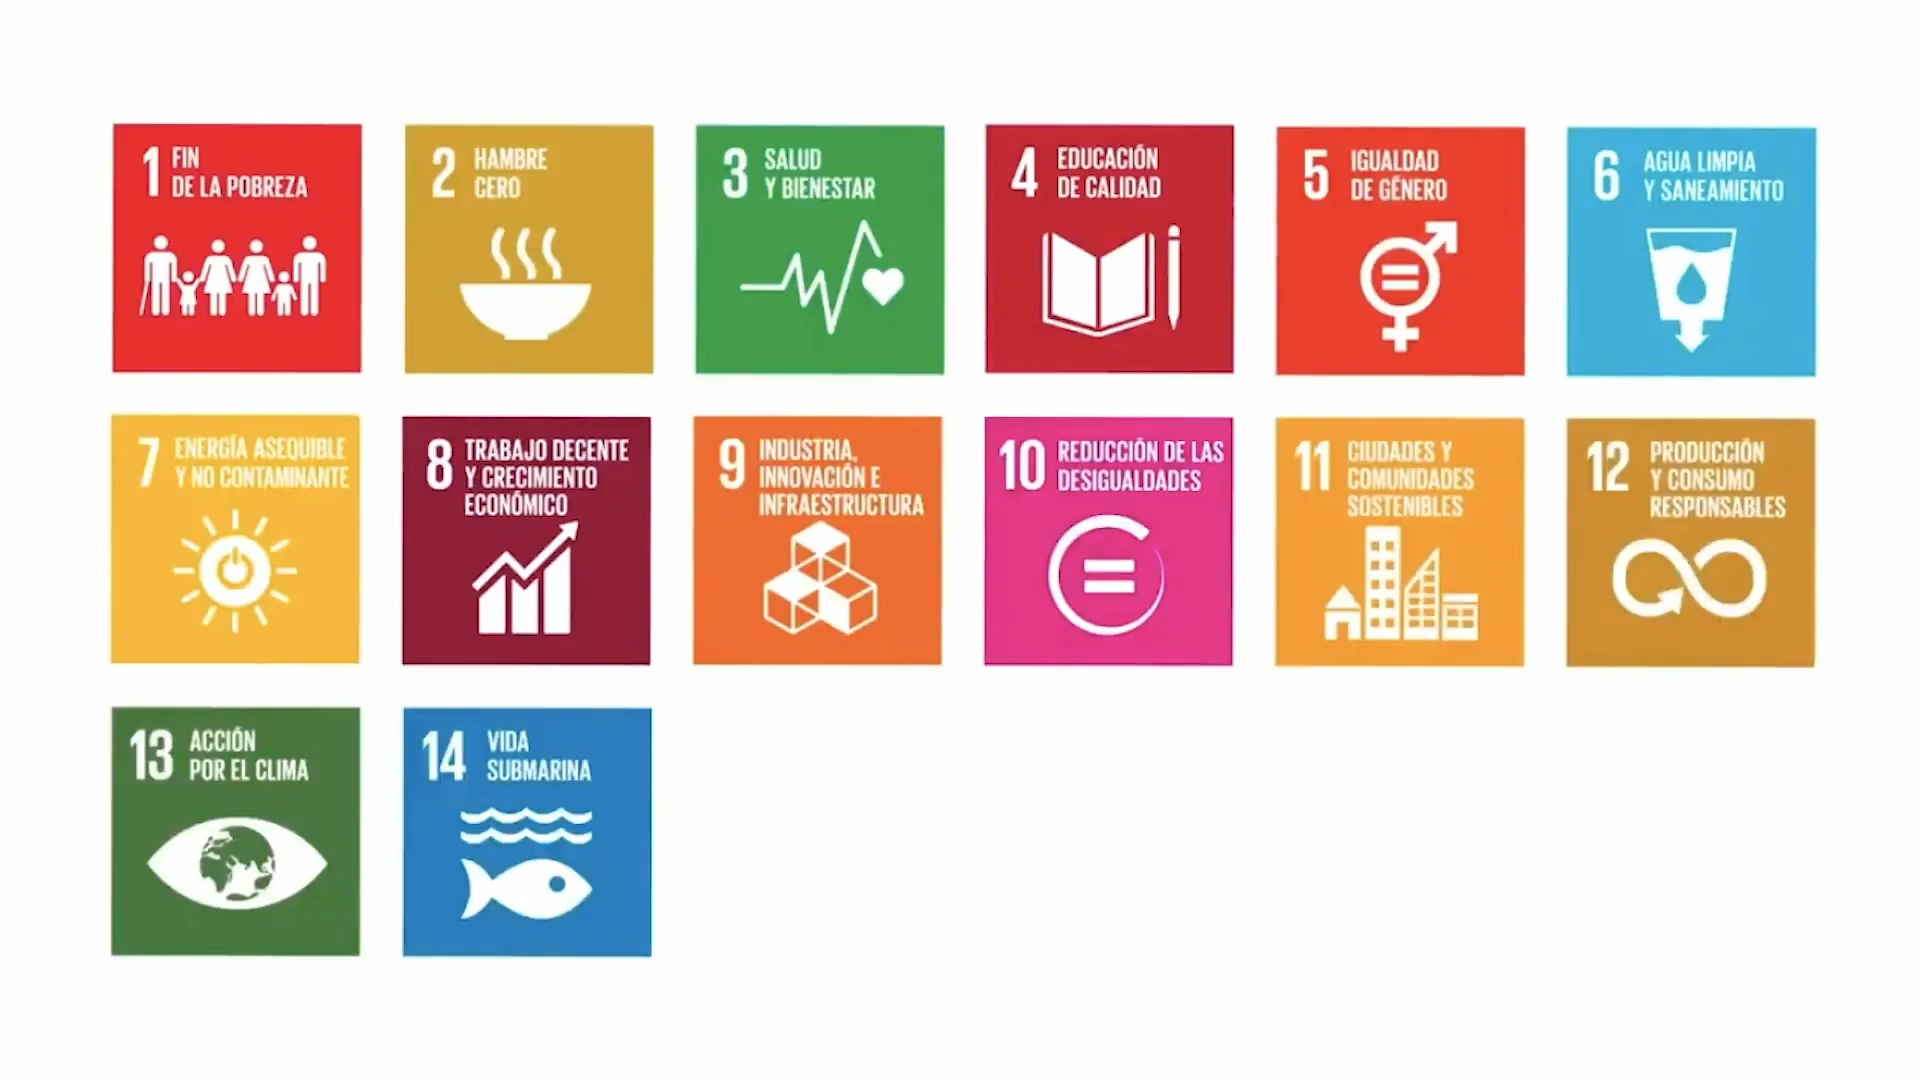 1 FIN
DE LA POBREZA
2 HAMBRE
CERO
3 SALUD
Y BIENESTAR
4 EDUCACIÓN
DE CALIDAD
5 IGUALDAD
DE GÉNERO
6 AGUA LIMPIA
Y SANEAMIENTO
7 ENERGÍA ASEQUIBLE
Y NO CONTAMINANTE
8 TRABAJO DECENTE
Y CRECIMIENTO
ECONÓMICO
9 INDUSTRIA,
INNOVACIÓN E
INFRAESTRUCTURA
10 REDUCCIÓN DE LAS
DESIGUALDADES
11 CIUDADES Y
COMUNIDADES
SOSTENIBLES
12 PRODUCCIÓN
Y CONSUMO
RESPONSABLES
13 ACCIÓN
POR EL CLIMA
14 VIDA
SUBMARINA